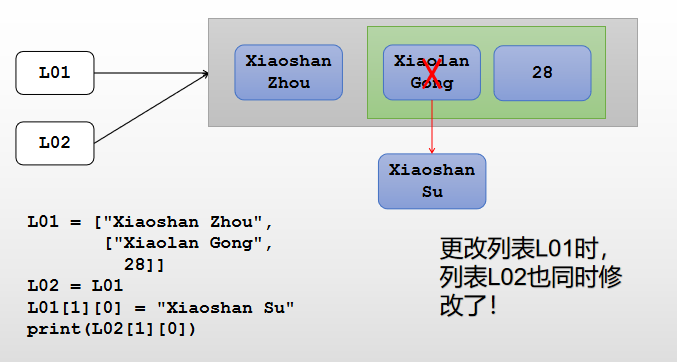 L01
L02
Xiaoshan
Zhou
Xiaolan
Gong
28
Xiaoshan
Su
L01 = ["Xiaoshan Zhou",
["Xiaolan Gong",
28]]
L02 = L01
L01[1][0] = "Xiaoshan Su"
print(L02[1][0])
更改列表L01时，
列表L02也同时修
改了！